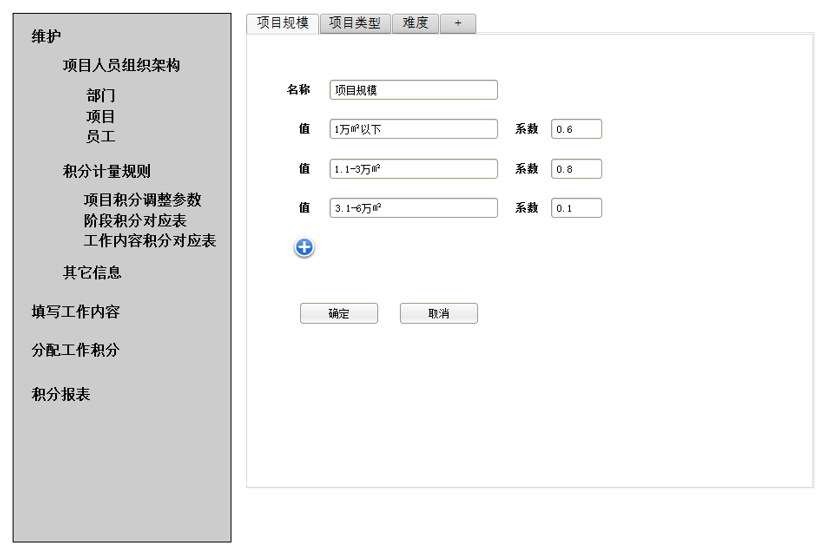 维护
项目人员组织架构
部门
项目
员工
积分计量规则
项目积分调整参数
阶段积分对应表
工作内容积分对应表
其它信息
填写工作内容
分配工作积分
积分报表
项目规模 项目类型 难度 +
名称 项目规模
值 1万㎡以下 系数 0.6
值 1.1-3万㎡ 系数 0.8
值 3.1-6万㎡ 系数 0.1
确定 取消